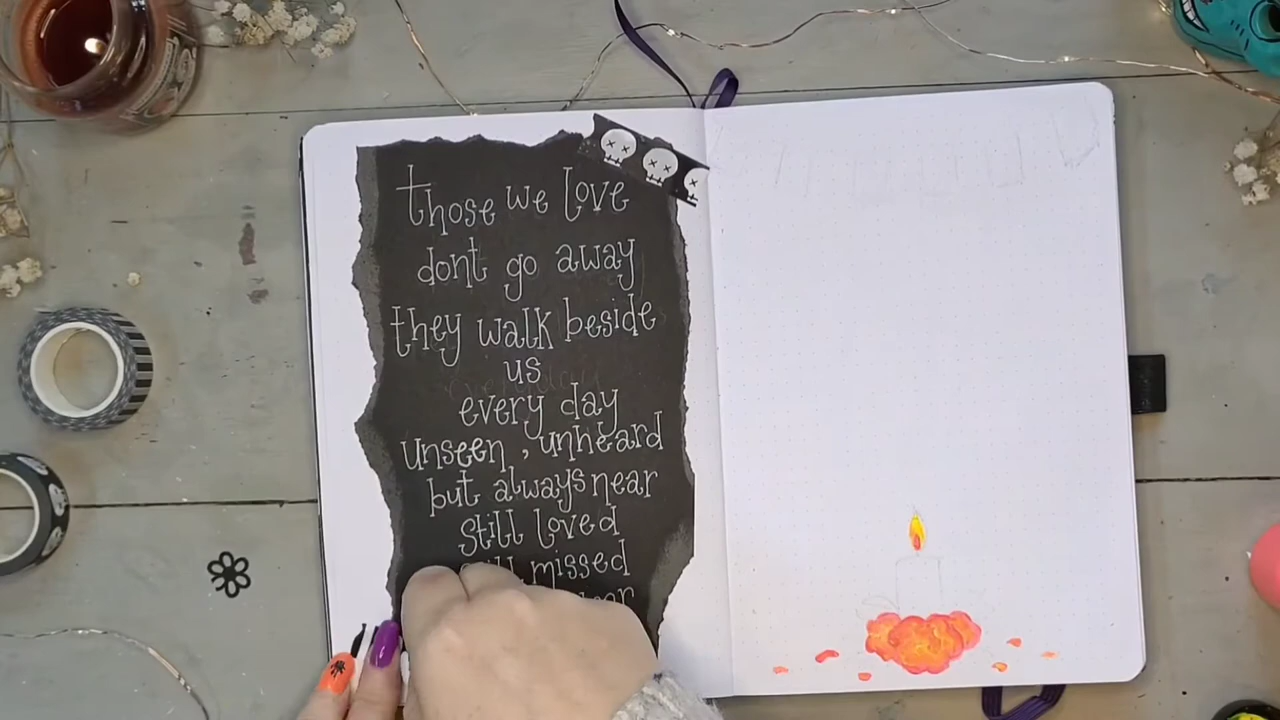 those we love
dont go away
they walk beside
us
every day
unseen , unheard
but always near
still loved
missed